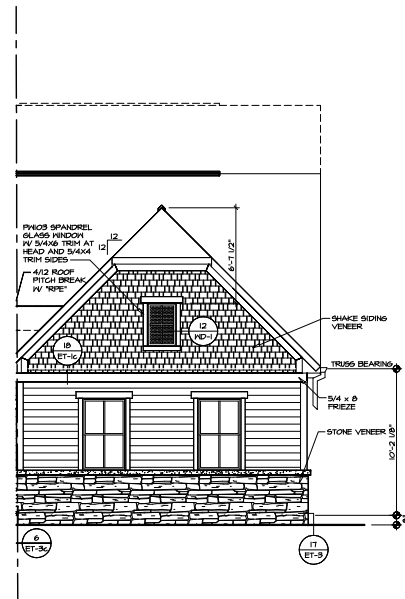 12
12
6'-7 1/2"
PW103 SPANDREL
GLASS WINDOW
W/ 5/4X6 TRIM AT
HEAD AND 5/4X4
TRIM SIDES
4/12 ROOF
PITCH BREAK
W/ "RPE"
12
WD-1
SHAKE SIDING
VENEER
18
ET-1c
TRUSS BEARING
5/4 x 8
FRIEZE
STONE VENEER
10'-2 1/8"
6
ET-3c
17
ET-3